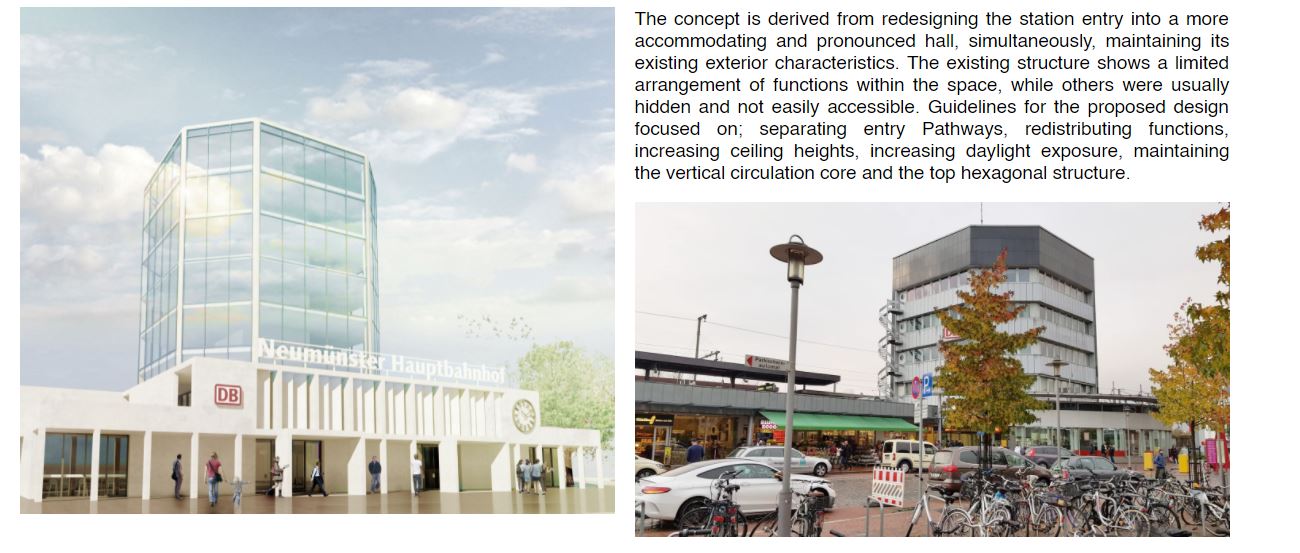 The concept is derived from redesigning the station entry into a more
accommodating and pronounced hall, simultaneously, maintaining its
existing exterior characteristics. The existing structure shows a limited
arrangement of functions within the space, while others were usually
hidden and not easily accessible. Guidelines for the proposed design
focused on; separating entry Pathways, redistributing functions,
increasing ceiling heights, increasing daylight exposure, maintaining
the vertical circulation core and the top hexagonal structure.
Neumünster Hauptbahnhof
DB
Parkschein-
automat
P